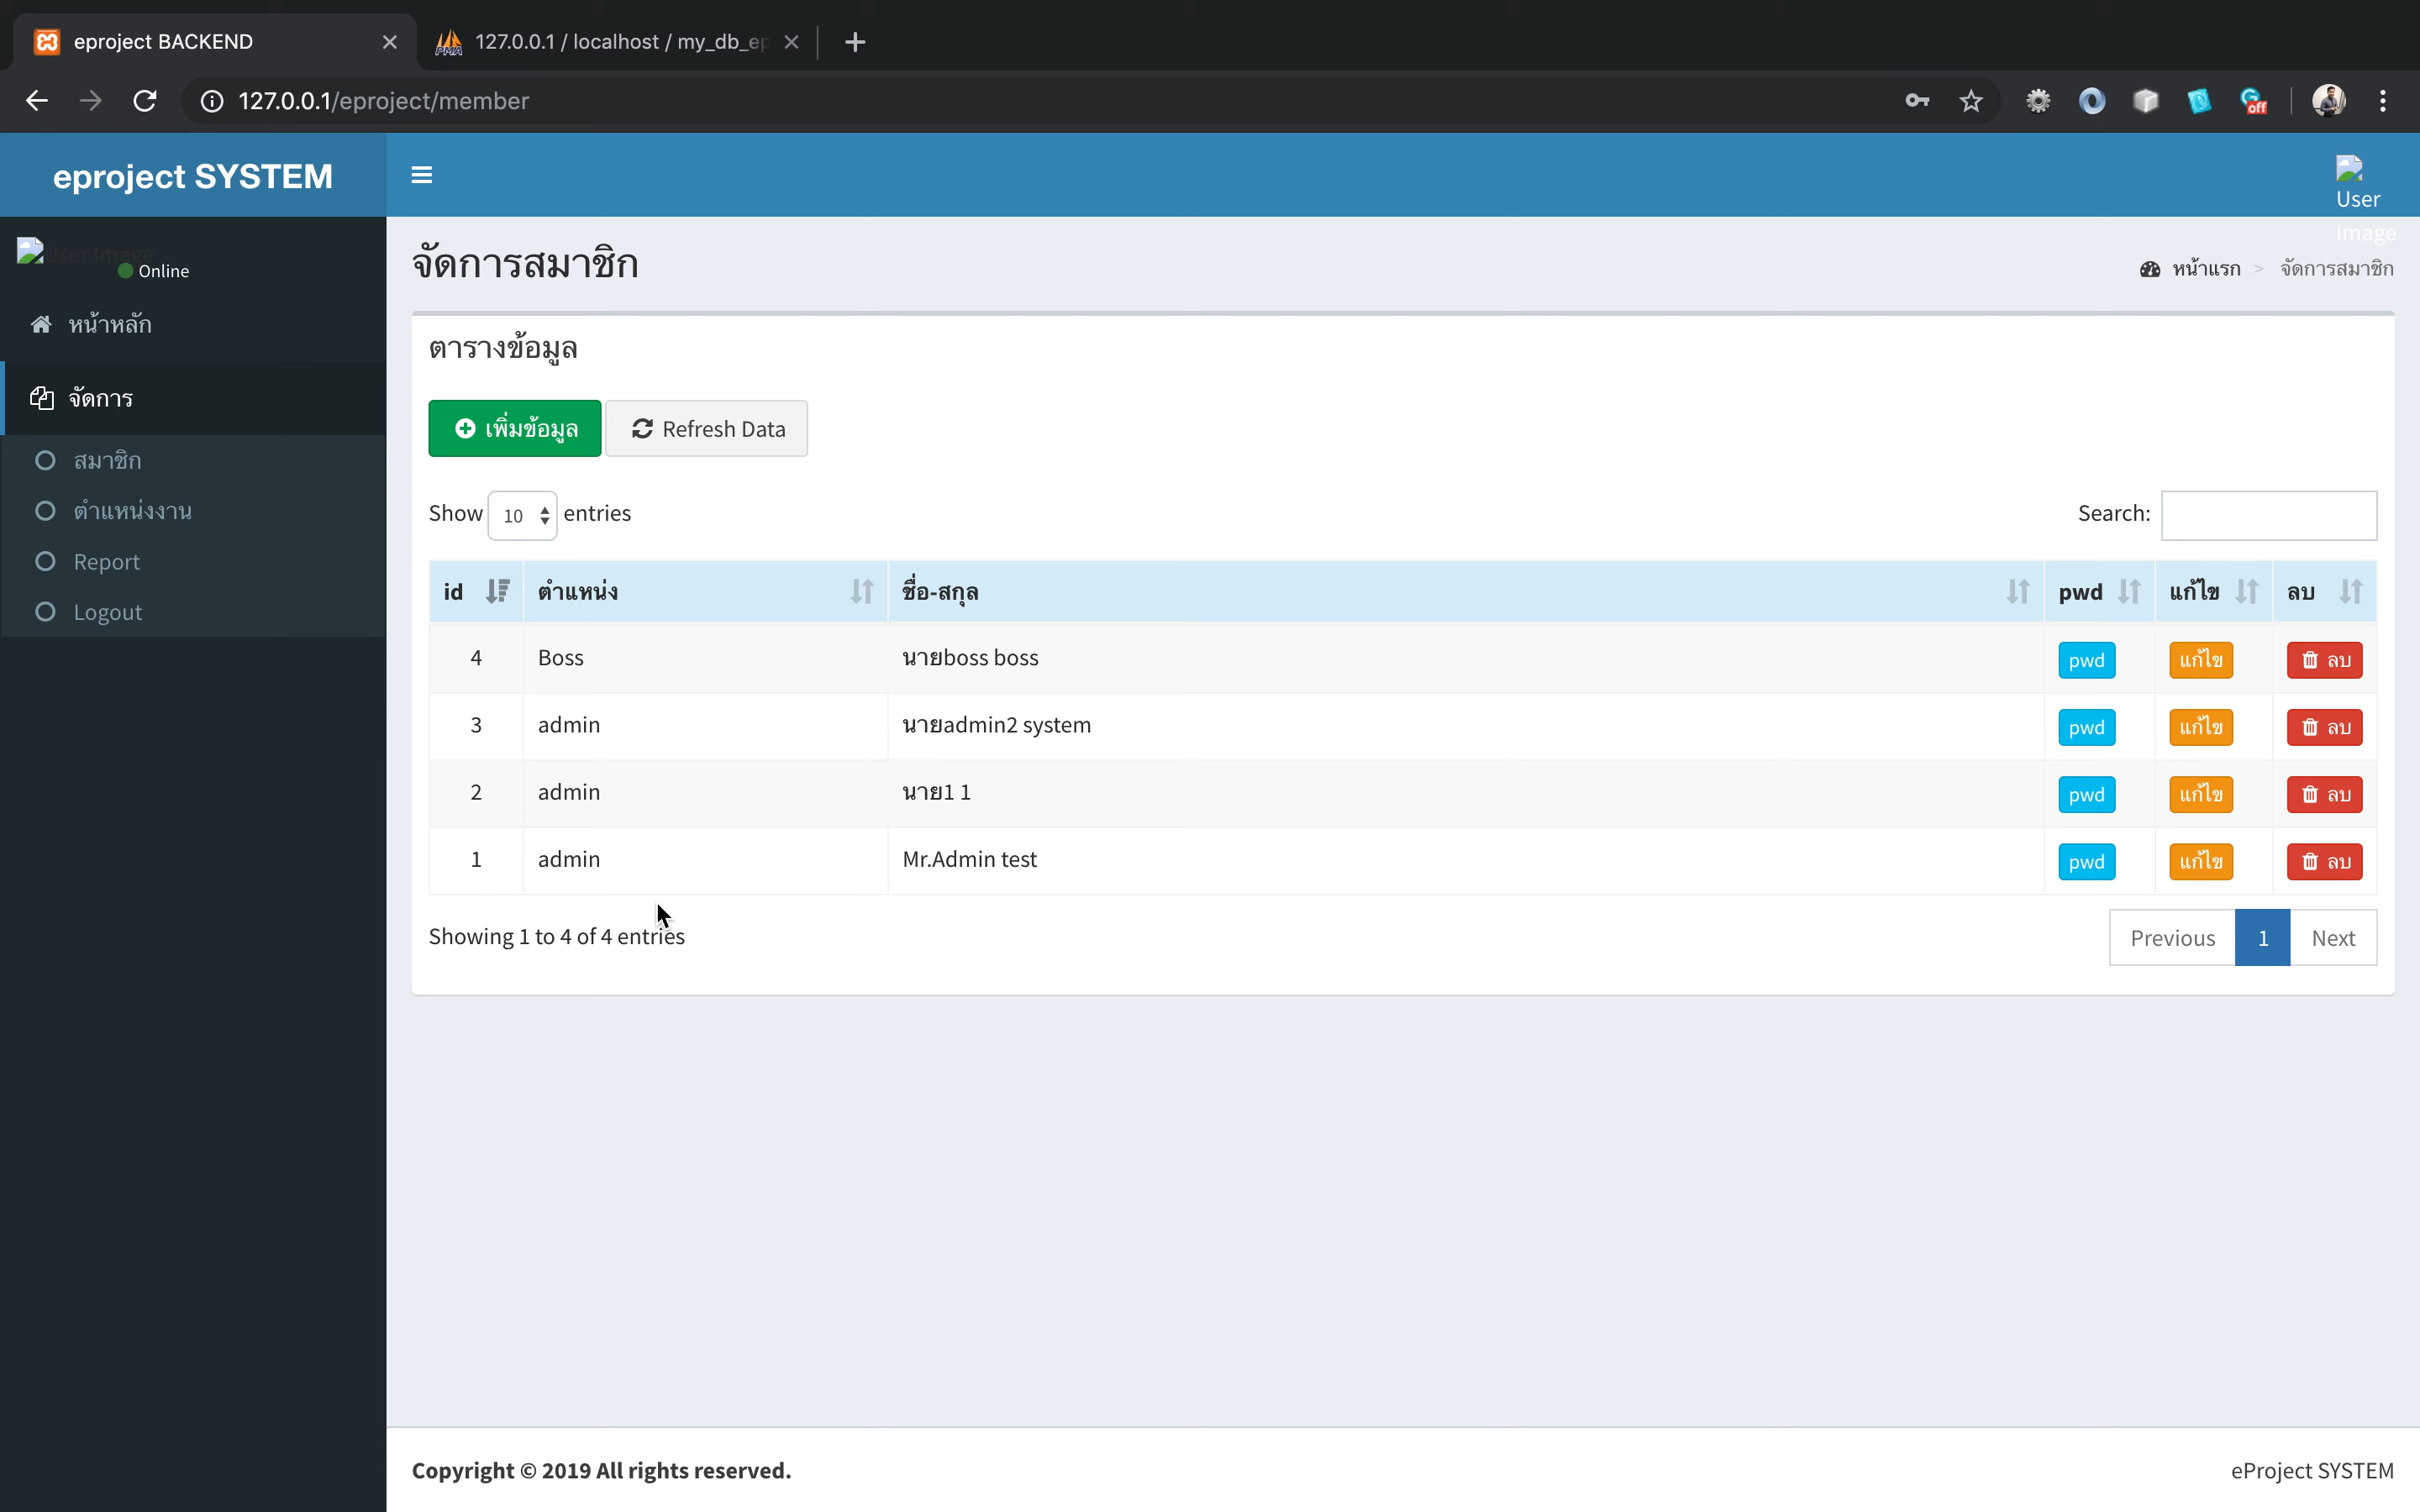 eproject BACKEND
127.0.0.1 / localhost / my_db_ep
127.0.0.1/eproject/member
off
eproject SYSTEM
User Image
User Image
Online
จัดการสมาชิก
หน้าแรก > จัดการสมาชิก
หน้าหลัก
จัดการ
สมาชิก
ตำแหน่งงาน
Report
Logout
ตารางข้อมูล
เพิ่มข้อมูล Refresh Data
Show 10 entries Search:
id ตำแหน่ง ชื่อ-สกุล pwd แก้ไข ลบ
4 Boss นายboss boss pwd แก้ไข ลบ
3 admin นายadmin2 system pwd แก้ไข ลบ
2 admin นาย1 1 pwd แก้ไข ลบ
1 admin Mr.Admin test pwd แก้ไข ลบ
Showing 1 to 4 of 4 entries Previous 1 Next
Copyright © 2019 All rights reserved. eProject SYSTEM